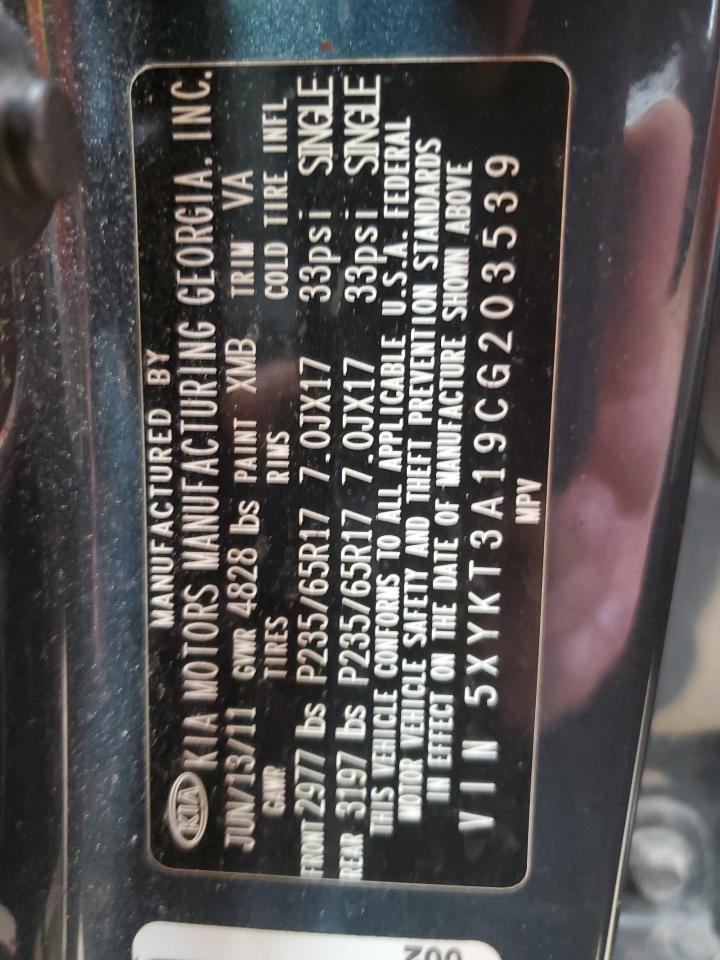 MANUFACTURED BY
KIA KIA MOTORS MANUFACTURING GEORGIA, INC.
JUN/13/11 GVWR 4828 lbs PAINT XMB TRIM VA
GAWR TIRES RIMS COLD TIRE INFL
FRONT 2977 lbs P235/65R17 7.0JX17 33psi SINGLE
REAR 3197 lbs P235/65R17 7.0JX17 33psi SINGLE
THIS VEHICLE CONFORMS TO ALL APPLICABLE U.S.A. FEDERAL
MOTOR VEHICLE SAFETY AND THEFT PREVENTION STANDARDS
IN EFFECT ON THE DATE OF MANUFACTURE SHOWN ABOVE
VIN 5XYKT3A19CG203539
MPV